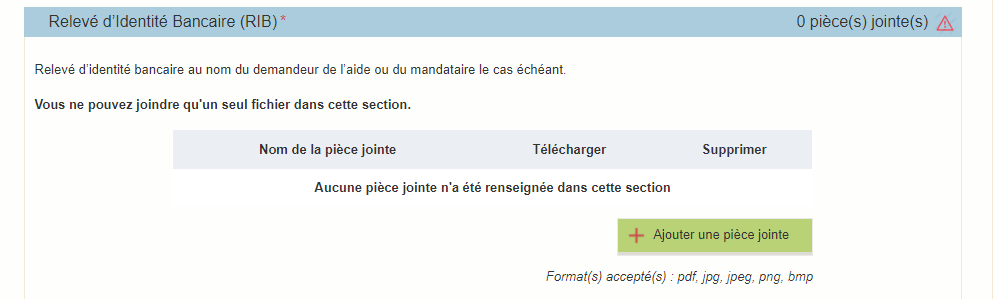 Relevé d’Identité Bancaire (RIB) * 0 pièce(s) jointe(s)
Relevé d’identité bancaire au nom du demandeur de l’aide ou du mandataire le cas échéant.
Vous ne pouvez joindre qu'un seul fichier dans cette section.
Nom de la pièce jointe Télécharger Supprimer
Aucune pièce jointe n'a été renseignée dans cette section
Ajouter une pièce jointe
Format(s) accepté(s) : pdf, jpg, jpeg, png, bmp